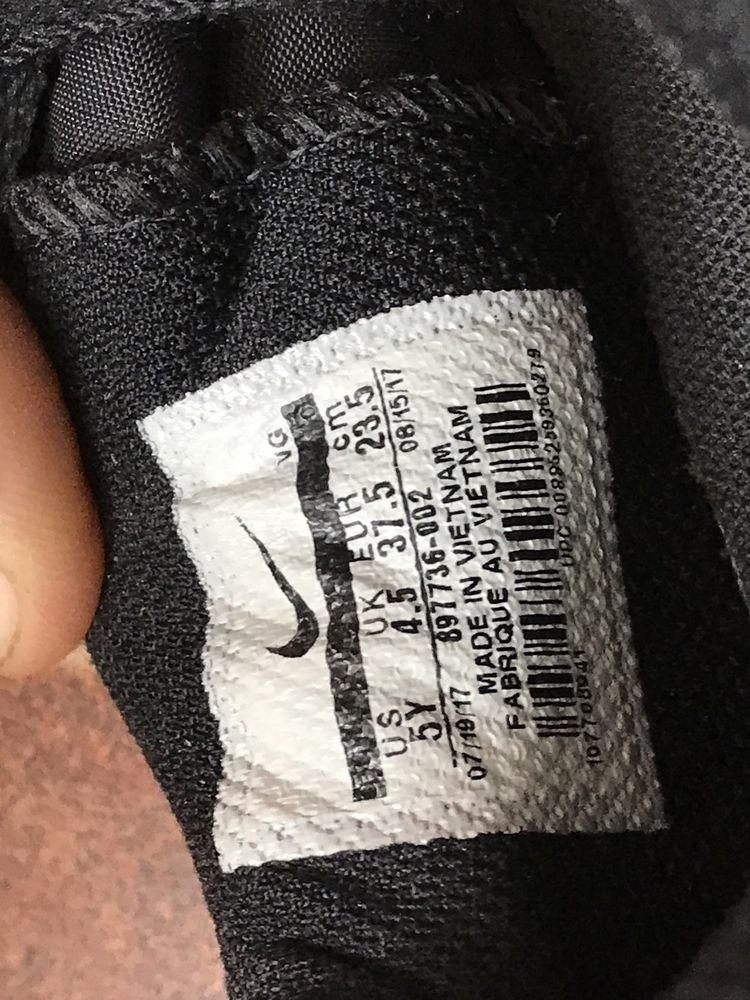 VG
US UK EUR cm
5Y 4.5 37.5 23.5
07/19/17 897736-002 08/15/17
MADE IN VIETNAM
FABRIQUE AU VIETNAM
UPC